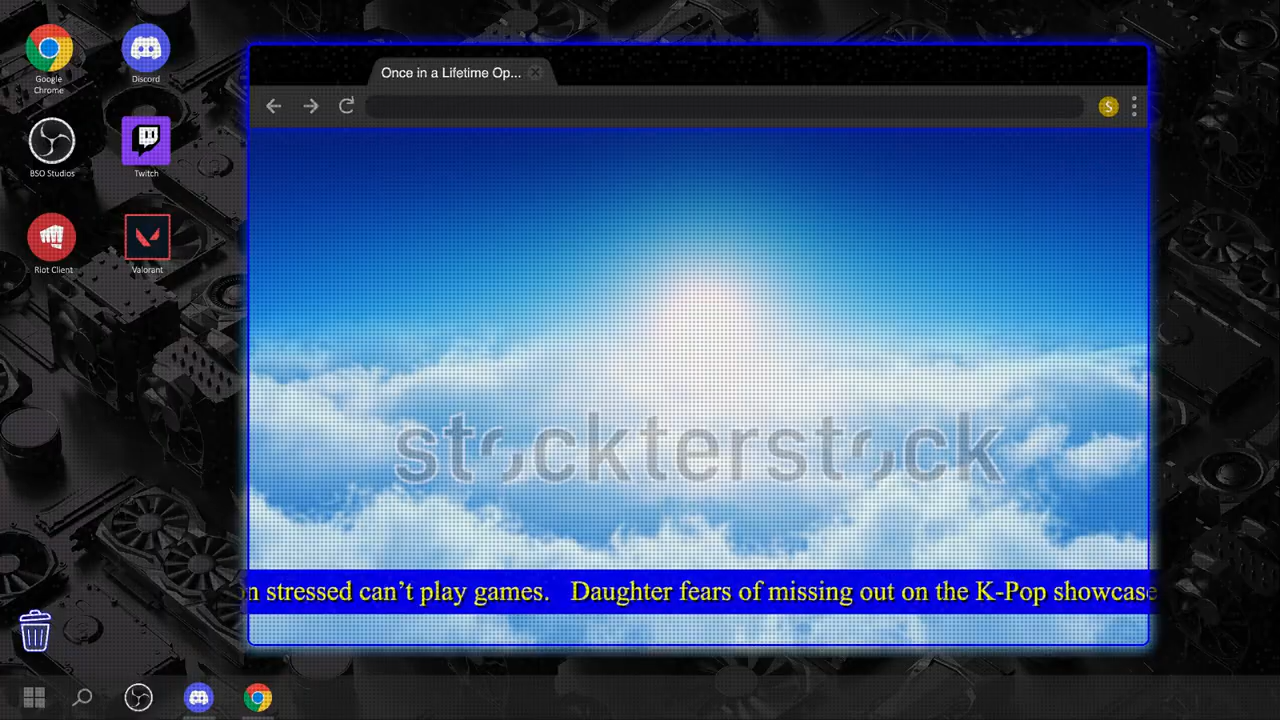 Google
Chrome
Discord
BSO Studios
Twitch
Riot Client
Valorant
Once in a Lifetime Op...
S
stockterstock
n stressed can't play games. Daughter fears of missing out on the K-Pop showcase